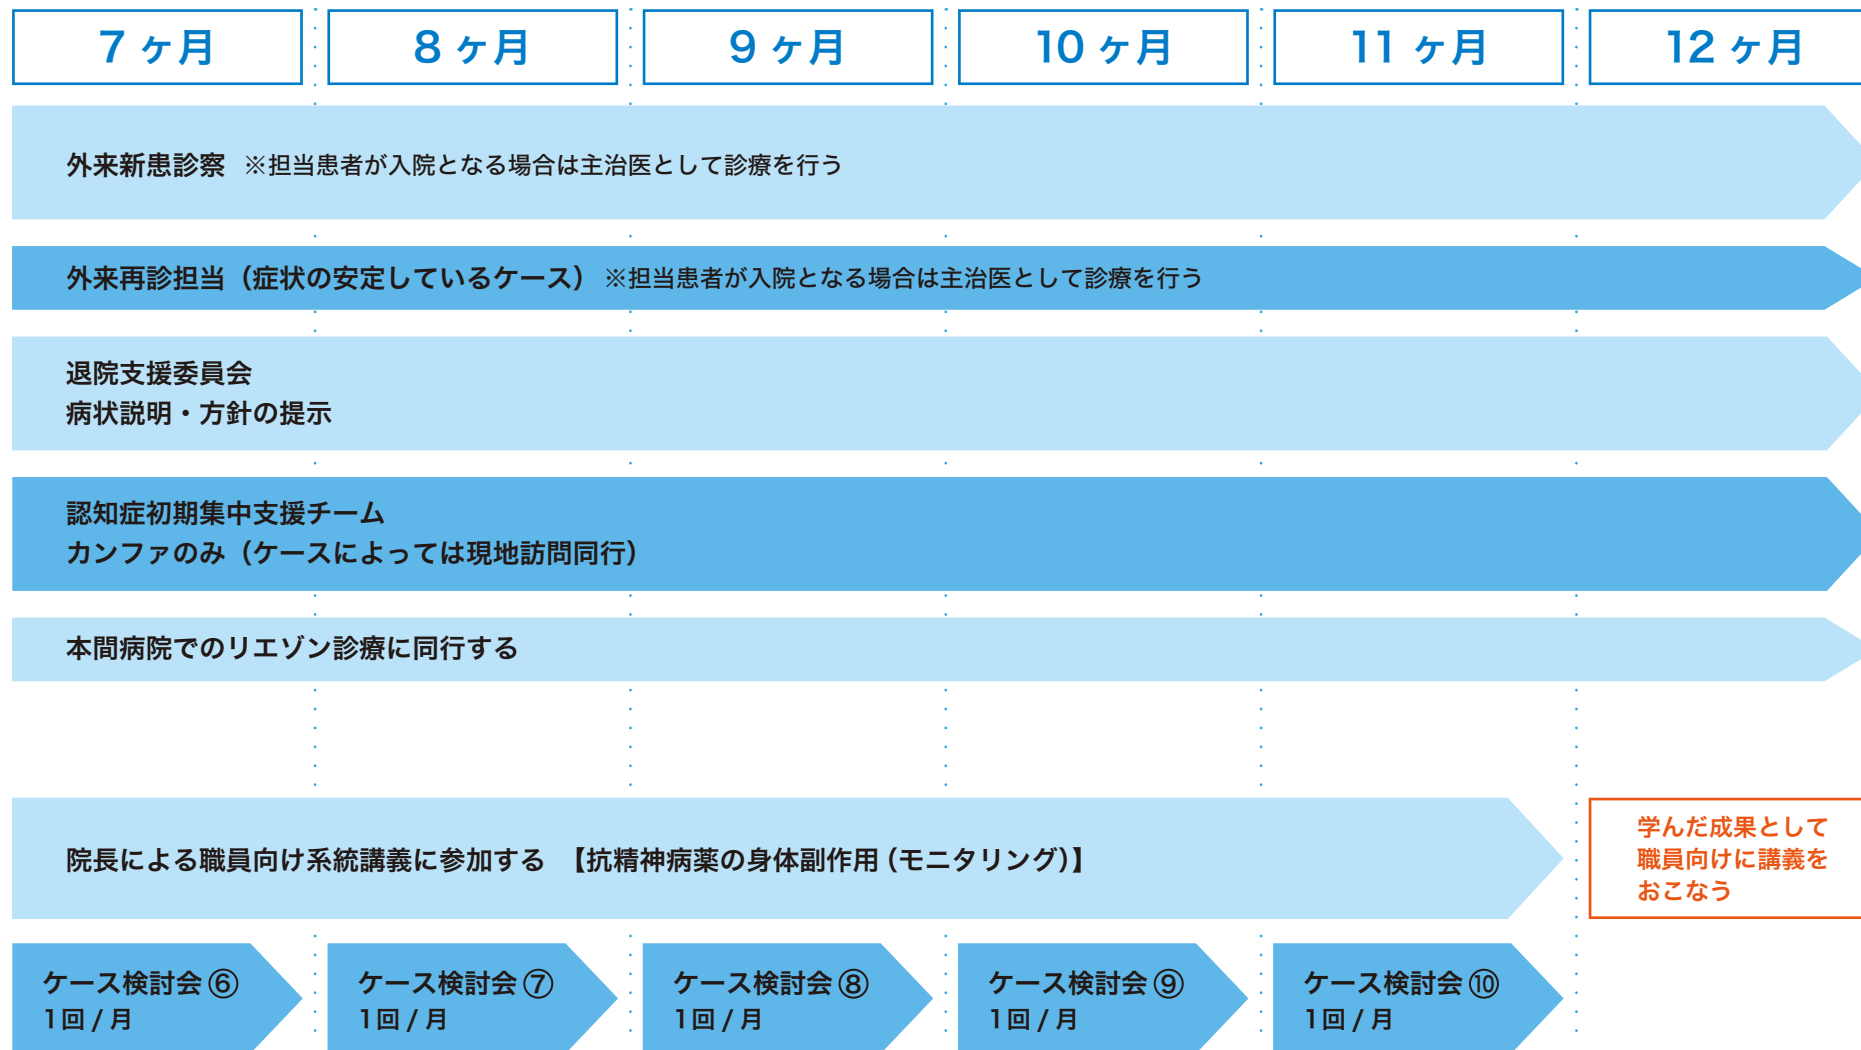 7 ヶ月
8 ヶ月
9 ヶ月
10 ヶ月
11 ヶ月
12 ヶ月
外来新患診察 ※担当患者が入院となる場合は主治医として診療を行う
外来再診担当（症状の安定しているケース）※担当患者が入院となる場合は主治医として診療を行う
退院支援委員会
病状説明・方針の提示
認知症初期集中支援チーム
カンファのみ（ケースによっては現地訪問同行）
本間病院でのリエゾン診療に同行する
院長による職員向け系統講義に参加する 【抗精神病薬の身体副作用（モニタリング）】
学んだ成果として
職員向けに講義を
おこなう
ケース検討会 ⑥
1回 / 月
ケース検討会 ⑦
1回 / 月
ケース検討会 ⑧
1回 / 月
ケース検討会 ⑨
1回 / 月
ケース検討会 ⑩
1回 / 月